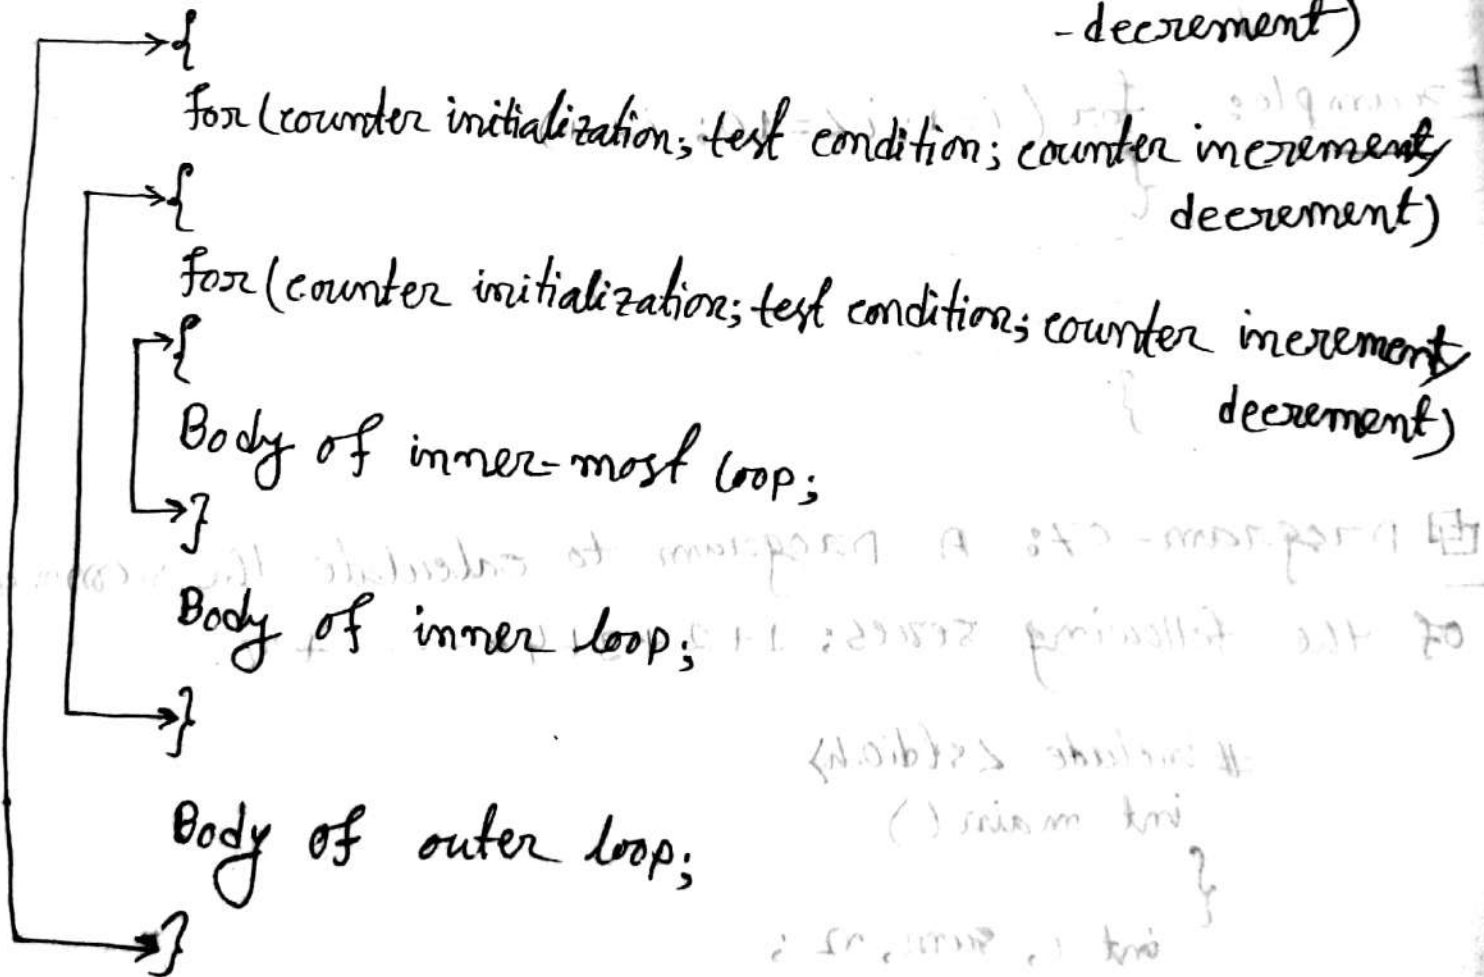 -decrement)
{
for (counter initialization; test condition; counter increment/
{
decrement)
for (counter initialization; test condition; counter increment/
{
decrement)
Body of inner-most loop;
}
Body of inner loop;
}
Body of outer loop;
}